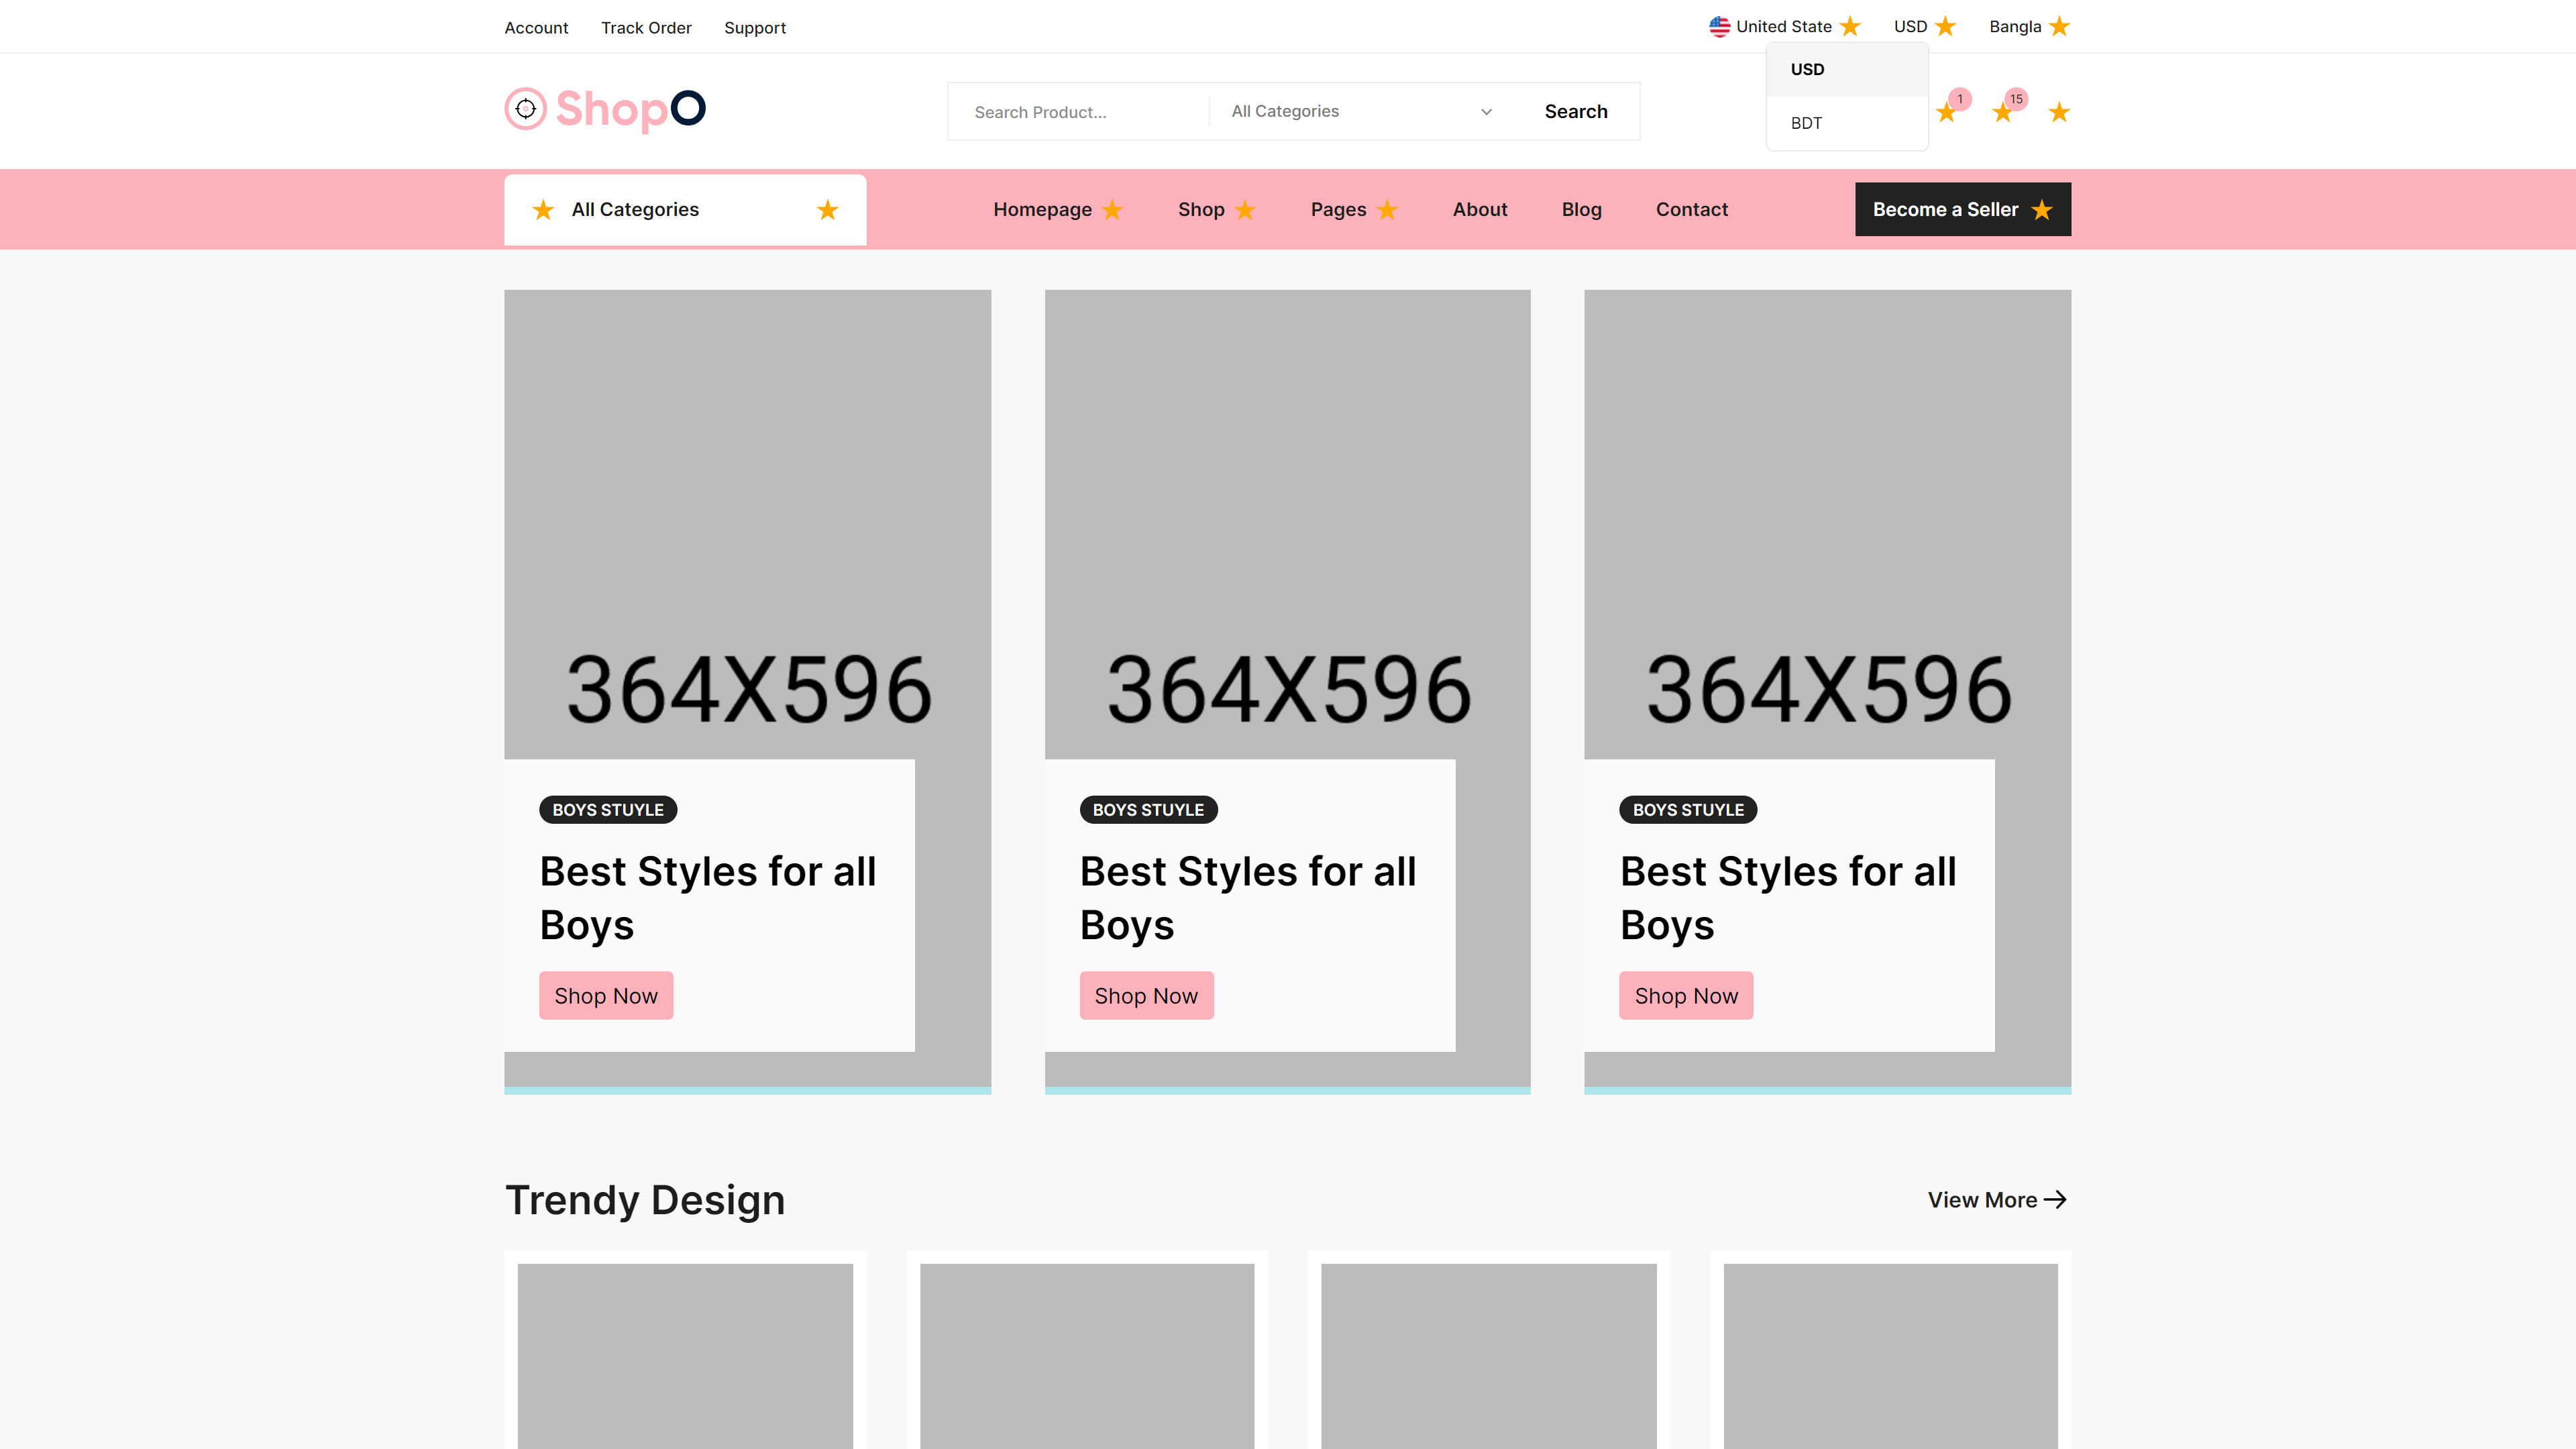 Account
Track Order
Support
United State
USD
Bangla
USD
BDT
ShopO
Search Product...
All Categories
Search
1
15
All Categories
Homepage
Shop
Pages
About
Blog
Contact
Become a Seller
364X596
364X596
364X596
BOYS STUYLE
Best Styles for all
Boys
Shop Now
BOYS STUYLE
Best Styles for all
Boys
Shop Now
BOYS STUYLE
Best Styles for all
Boys
Shop Now
Trendy Design
View More